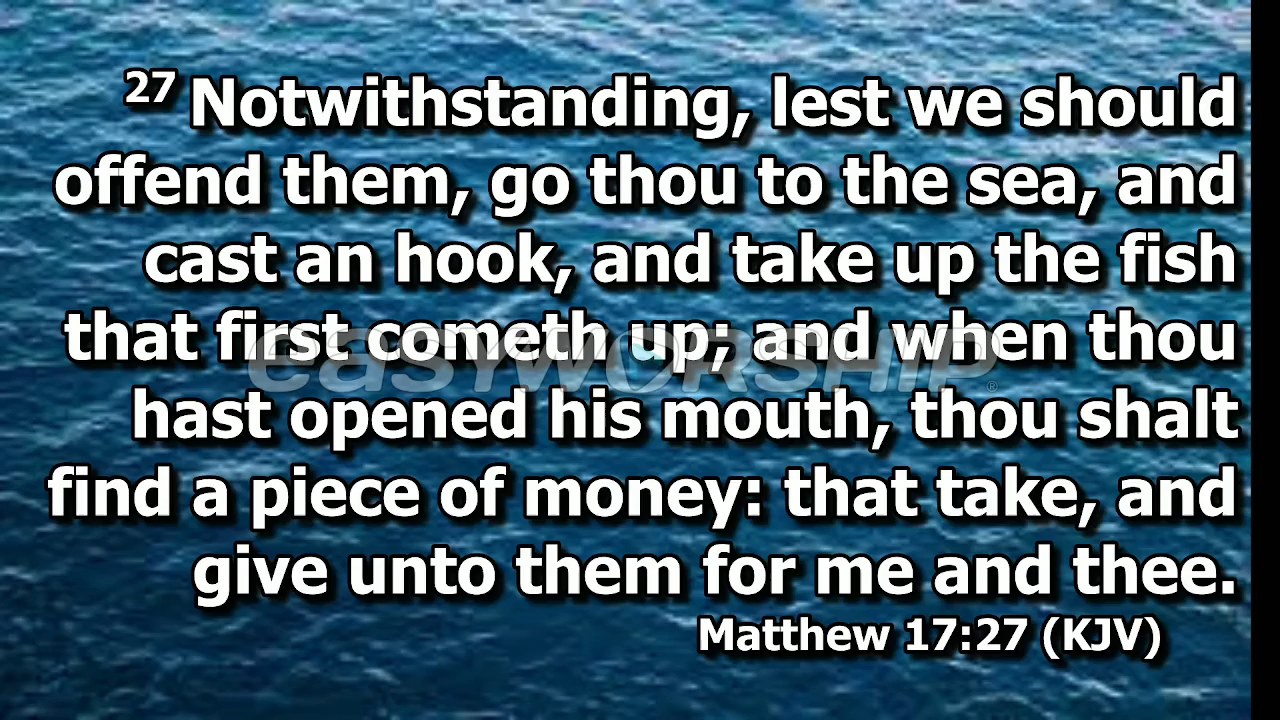 27 Notwithstanding, lest we should
offend them, go thou to the sea, and
cast an hook, and take up the fish
that first cometh up; and when thou
easyworship®
hast opened his mouth, thou shalt
find a piece of money: that take, and
give unto them for me and thee.
Matthew 17:27 (KJV)